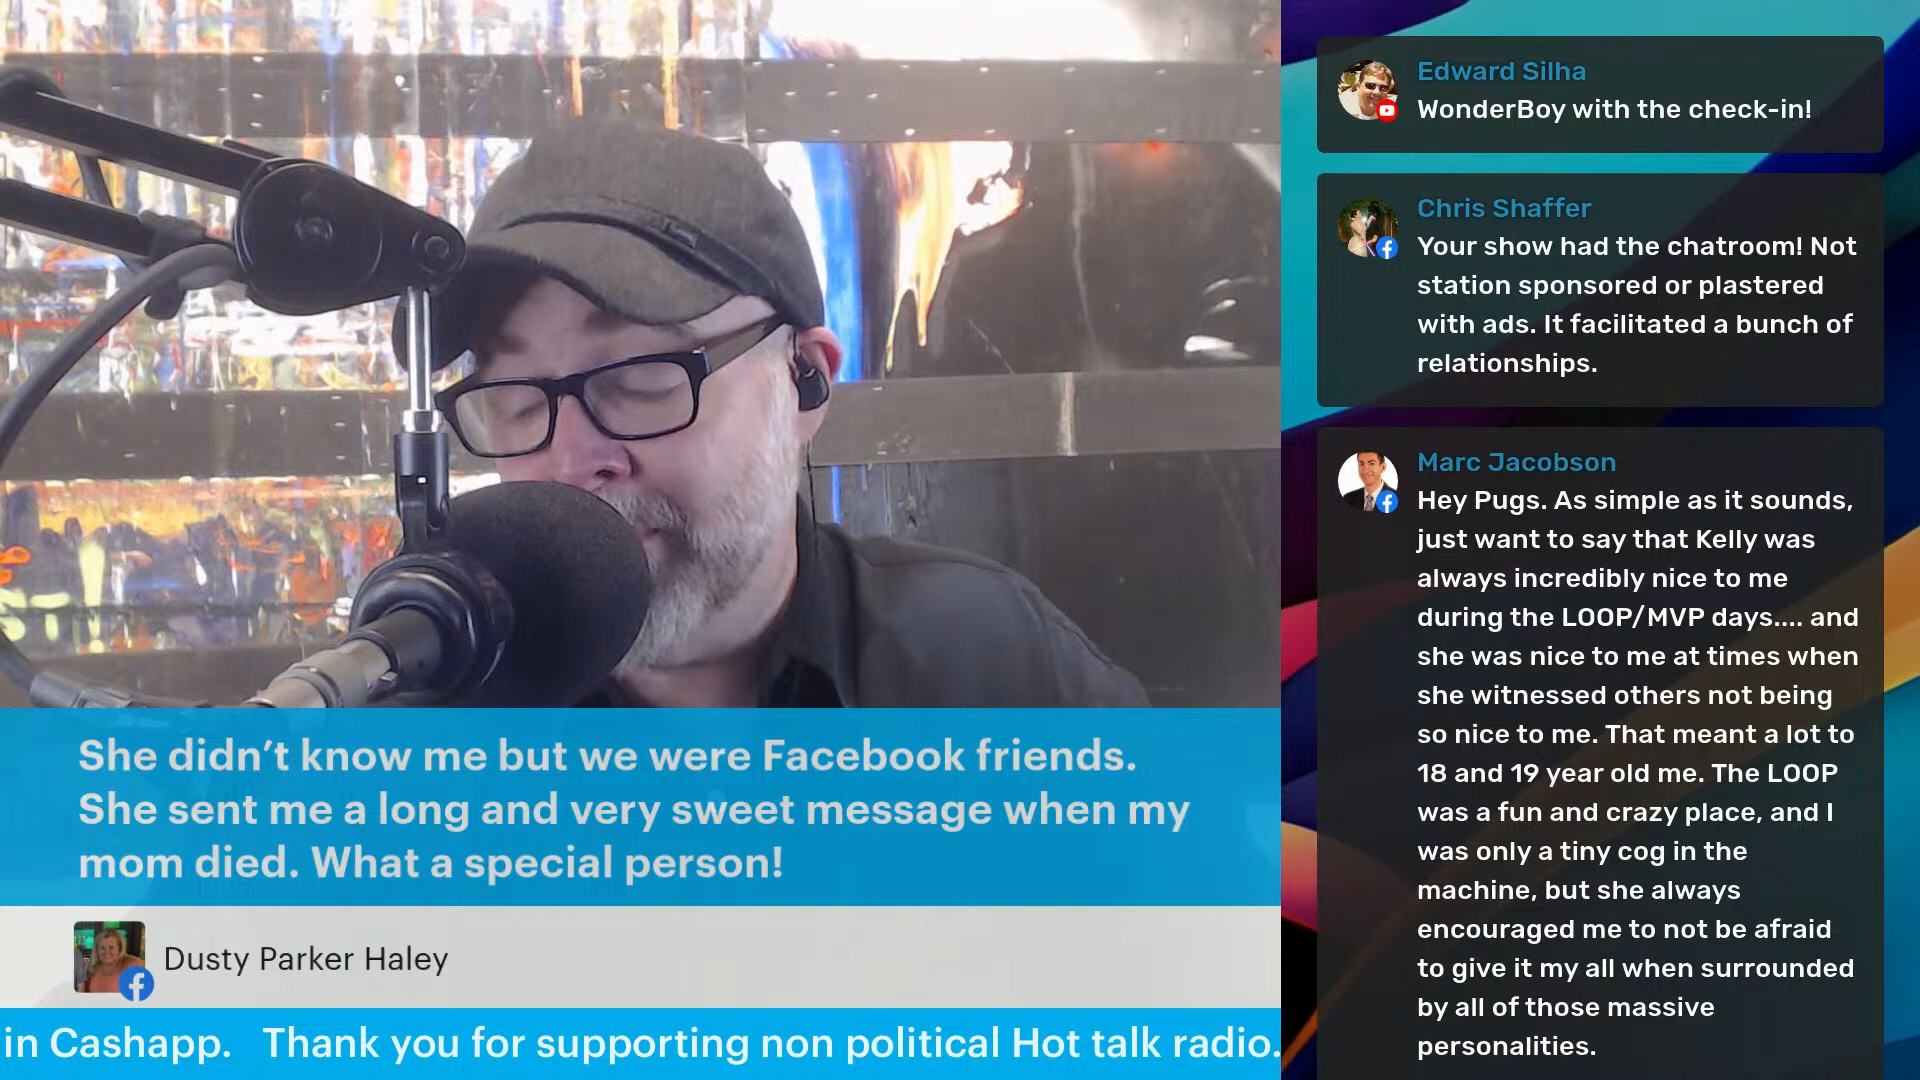 Edward Silha
WonderBoy with the check-in!
Chris Shaffer
Your show had the chatroom! Not
station sponsored or plastered
with ads. It facilitated a bunch of
relationships.
Marc Jacobson
Hey Pugs. As simple as it sounds,
just want to say that Kelly was
always incredibly nice to me
during the LOOP/MVP days.... and
she was nice to me at times when
she witnessed others not being
so nice to me. That meant a lot to
18 and 19 year old me. The LOOP
was a fun and crazy place, and I
was only a tiny cog in the
machine, but she always
encouraged me to not be afraid
to give it my all when surrounded
by all of those massive
personalities.
She didn’t know me but we were Facebook friends.
She sent me a long and very sweet message when my
mom died. What a special person!
Dusty Parker Haley
in Cashapp. Thank you for supporting non political Hot talk radio.